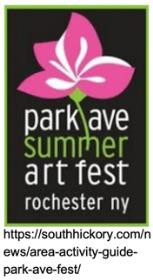 park ave
summer
art fest
rochester ny
https://southhickory.com/n
ews/area-activity-guide-
park-ave-fest/